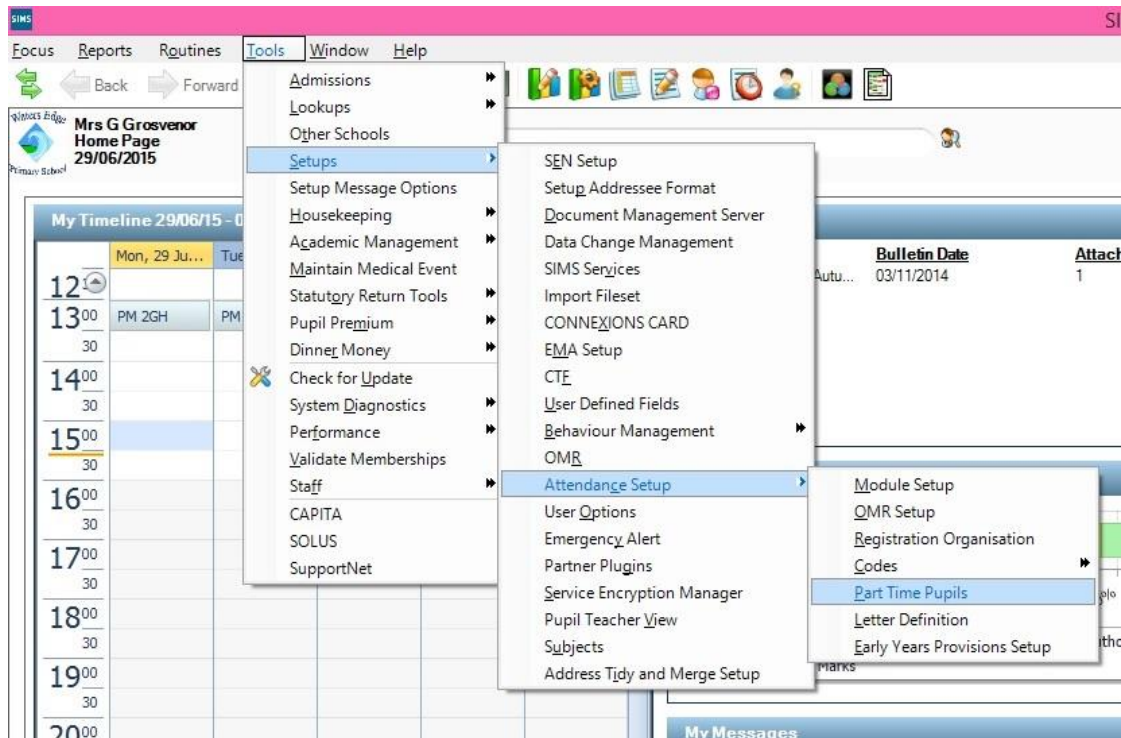 SIMS
SI
Focus Reports Routines Tools Window Help
Back Forward
Winters Edge
Primary School
Mrs G Grosvenor
Home Page
29/06/2015
Admissions
Lookups
Other Schools
Setups
Setup Message Options
Housekeeping
Academic Management
Maintain Medical Event
Statutory Return Tools
Pupil Premium
Dinner Money
Check for Update
System Diagnostics
Performance
Validate Memberships
Staff
CAPITA
SOLUS
SupportNet
SEN Setup
Setup Addressee Format
Document Management Server
Data Change Management
SIMS Services
Import Fileset
CONNEXIONS CARD
EMA Setup
CTF
User Defined Fields
Behaviour Management
OMR
Attendance Setup
User Options
Emergency Alert
Partner Plugins
Service Encryption Manager
Pupil Teacher View
Subjects
Address Tidy and Merge Setup
Module Setup
OMR Setup
Registration Organisation
Codes
Part Time Pupils
Letter Definition
Early Years Provisions Setup
My Timeline 29/06/15 - 0
Mon, 29 Ju... Tue
12
13 00 PM 2GH PM
30
14 00
30
15 00
30
16 00
30
17 00
30
18 00
30
19 00
30
20 00
Bulletin Date Attach
Autu... 03/11/2014 1
Marks
My Messages